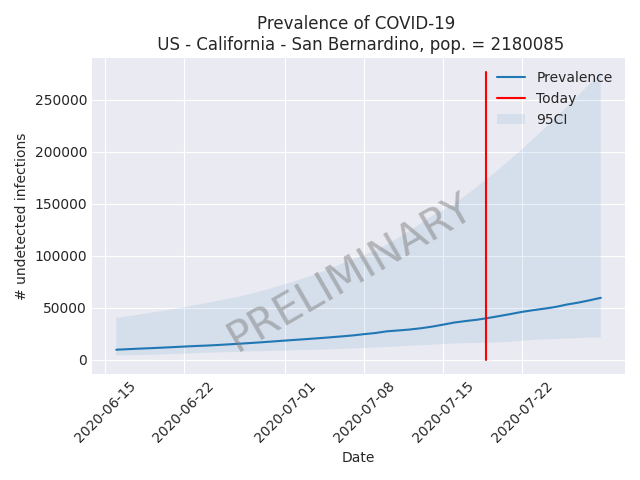 Prevalence of COVID-19
US - California - San Bernardino, pop. = 2180085
Prevalence
Today
95CI
250000
200000
150000
100000
50000
0
# undetected infections
PRELIMINARY
2020-06-15
2020-06-22
2020-07-01
2020-07-08
2020-07-15
2020-07-22
Date